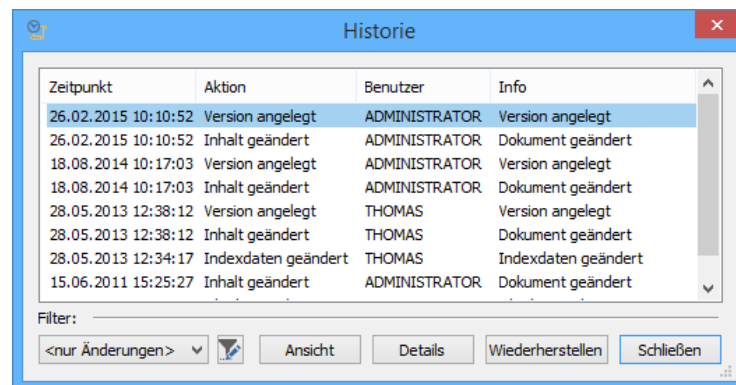 Historie
Zeitpunkt Aktion Benutzer Info
26.02.2015 10:10:52 Version angelegt ADMINISTRATOR Version angelegt
26.02.2015 10:10:52 Inhalt geändert ADMINISTRATOR Dokument geändert
18.08.2014 10:17:03 Version angelegt ADMINISTRATOR Version angelegt
18.08.2014 10:17:03 Inhalt geändert ADMINISTRATOR Dokument geändert
28.05.2013 12:38:12 Version angelegt THOMAS Version angelegt
28.05.2013 12:38:12 Inhalt geändert THOMAS Dokument geändert
28.05.2013 12:34:17 Indexdaten geändert THOMAS Indexdaten geändert
15.06.2011 15:25:27 Inhalt geändert ADMINISTRATOR Dokument geändert
Filter:
<nur Änderungen> Ansicht Details Wiederherstellen Schließen